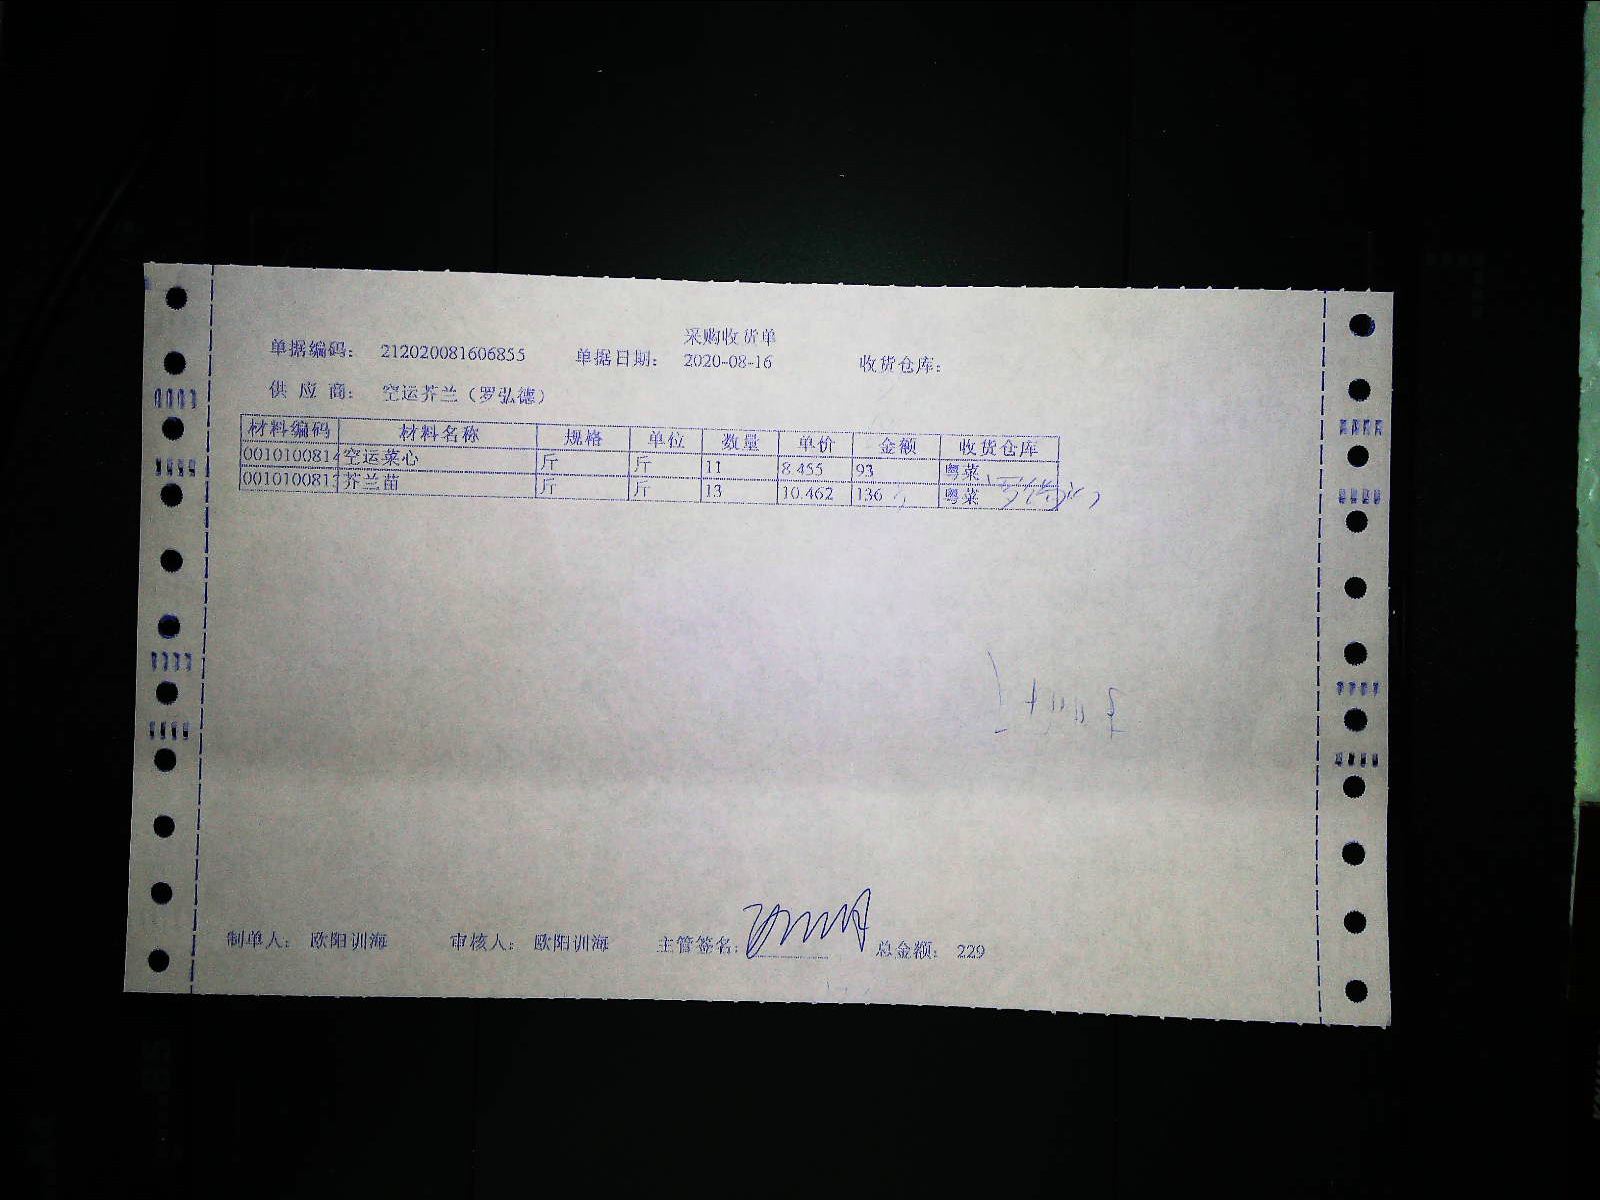 采购收货单
单据编码： 212020081606855 单据日期： 2020-08-16 收货仓库：
供 应 商： 空运芥兰（罗弘德）
材料编码 材料名称 规格 单位 数量 单价 金额 收货仓库
0010100814 空运菜心 斤 斤 11 8.455 93 粤菜
001010081 芥兰苗 斤 斤 13 10.462 136 粤菜
制单人： 欧阳训海 审核人： 欧阳训海 主管签名： 总金额： 229